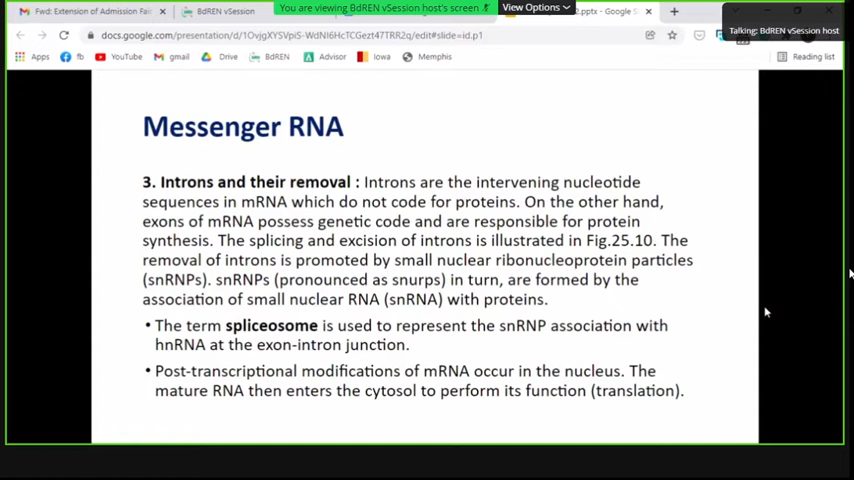 You are viewing BdREN vSession host's screen
View Options
Fwd: Extension of Admission Fair
BdREN vSession
2.pptx - Google S
Talking: BdREN vSession host
docs.google.com/presentation/d/1OvjgXYSVpiS-WdNI6HcTCGezt47TRR2q/edit#slide=id.p1
Apps
fb
YouTube
gmail
Drive
BdREN
Advisor
Iowa
Memphis
Reading list
Messenger RNA
3. Introns and their removal : Introns are the intervening nucleotide
sequences in mRNA which do not code for proteins. On the other hand,
exons of mRNA possess genetic code and are responsible for protein
synthesis. The splicing and excision of introns is illustrated in Fig.25.10. The
removal of introns is promoted by small nuclear ribonucleoprotein particles
(snRNPs). snRNPs (pronounced as snurps) in turn, are formed by the
association of small nuclear RNA (snRNA) with proteins.
• The term spliceosome is used to represent the snRNP association with
hnRNA at the exon-intron junction.
• Post-transcriptional modifications of mRNA occur in the nucleus. The
mature RNA then enters the cytosol to perform its function (translation).